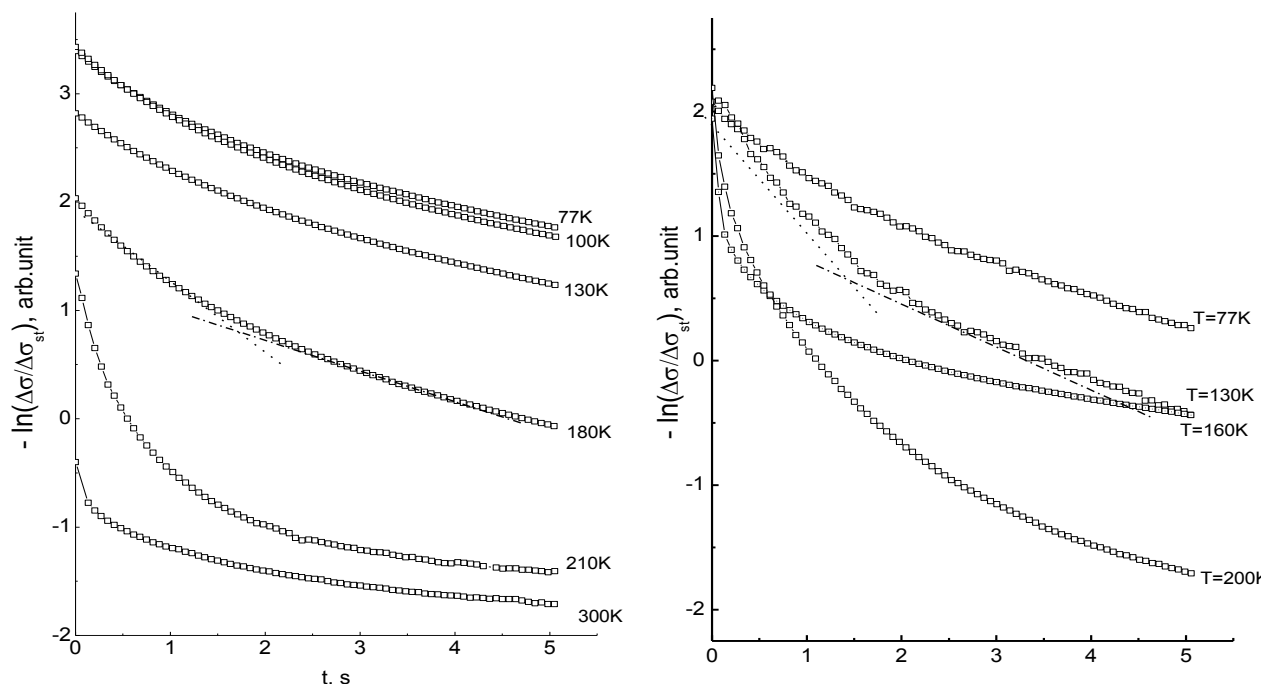 - ln(Δσ/Δσst), arb.unit
3
2
1
0
-1
-2
0
1
2
3
4
5
t, s
77K
100K
130K
180K
210K
300K
- ln(Δσ/Δσst), arb.unit
2
1
0
-1
-2
0
1
2
3
4
5
T=77K
T=130K
T=160K
T=200K